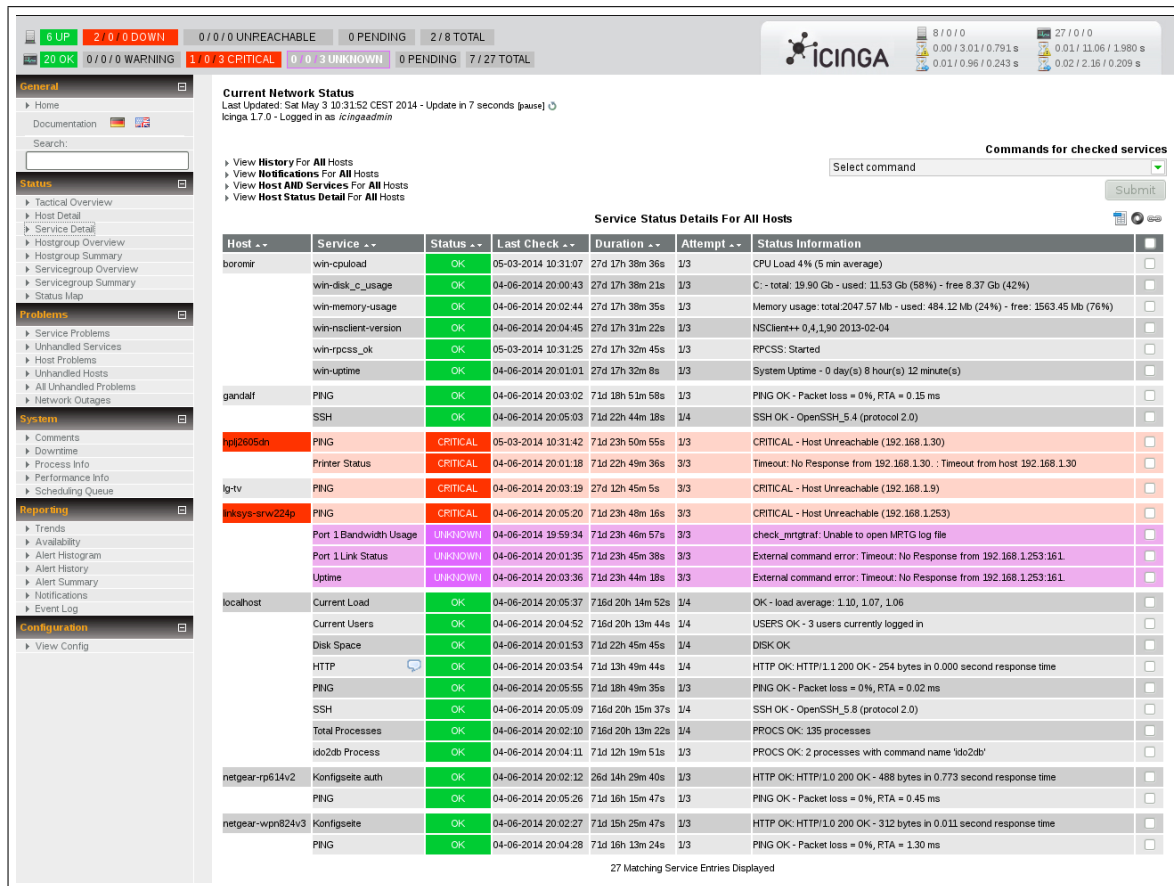 6 UP 2 / 0 / 0 DOWN 0 / 0 / 0 UNREACHABLE 0 PENDING 2 / 8 TOTAL
20 OK 0 / 0 / 0 WARNING 1 / 0 / 3 CRITICAL 0 / 0 / 3 UNKNOWN 0 PENDING 7 / 27 TOTAL
ICINGA
8 / 0 / 0 27 / 0 / 0
0.00 / 3.01 / 0.791 s 0.01 / 11.06 / 1.980 s
0.01 / 0.96 / 0.243 s 0.02 / 2.16 / 0.209 s
General
Home
Documentation
Search:
Status
Tactical Overview
Host Detail
Service Detail
Hostgroup Overview
Hostgroup Summary
Servicegroup Overview
Servicegroup Summary
Status Map
Problems
Service Problems
Unhandled Services
Host Problems
Unhandled Hosts
All Unhandled Problems
Network Outages
System
Comments
Downtime
Process Info
Performance Info
Scheduling Queue
Reporting
Trends
Availability
Alert Histogram
Alert History
Alert Summary
Notifications
Event Log
Configuration
View Config
Current Network Status
Last Updated: Sat May 3 10:31:52 CEST 2014 - Update in 7 seconds [pause]
Icinga 1.7.0 - Logged in as icingaadmin
View History For All Hosts
View Notifications For All Hosts
View Host AND Services For All Hosts
View Host Status Detail For All Hosts
Commands for checked services
Select command
Submit
Service Status Details For All Hosts
Host Service Status Last Check Duration Attempt Status Information
boromir win-cpuload OK 05-03-2014 10:31:07 27d 17h 38m 36s 1/3 CPU Load 4% (5 min average)
win-disk_c_usage OK 04-06-2014 20:00:43 27d 17h 38m 21s 1/3 C: - total: 19.90 Gb - used: 11.53 Gb (58%) - free 8.37 Gb (42%)
win-memory-usage OK 04-06-2014 20:02:44 27d 17h 38m 35s 1/3 Memory usage: total:2047.57 Mb - used: 484.12 Mb (24%) - free: 1563.45 Mb (76%)
win-nsclient-version OK 04-06-2014 20:04:45 27d 17h 31m 22s 1/3 NSClient++ 0,4,1,90 2013-02-04
win-rpcss_ok OK 05-03-2014 10:31:25 27d 17h 32m 45s 1/3 RPCSS: Started
win-uptime OK 04-06-2014 20:01:01 27d 17h 32m 8s 1/3 System Uptime - 0 day(s) 8 hour(s) 12 minute(s)
gandalf PING OK 04-06-2014 20:03:02 71d 18h 51m 58s 1/3 PING OK - Packet loss = 0%, RTA = 0.15 ms
SSH OK 04-06-2014 20:05:03 71d 22h 44m 18s 1/4 SSH OK - OpenSSH_5.4 (protocol 2.0)
hplj2605dn PING CRITICAL 05-03-2014 10:31:42 71d 23h 50m 55s 1/3 CRITICAL - Host Unreachable (192.168.1.30)
Printer Status CRITICAL 04-06-2014 20:01:18 71d 22h 49m 36s 3/3 Timeout: No Response from 192.168.1.30. : Timeout from host 192.168.1.30
lg-tv PING CRITICAL 04-06-2014 20:03:19 27d 12h 45m 5s 3/3 CRITICAL - Host Unreachable (192.168.1.9)
linksys-srw224p PING CRITICAL 04-06-2014 20:05:20 71d 23h 48m 16s 3/3 CRITICAL - Host Unreachable (192.168.1.253)
Port 1 Bandwidth Usage UNKNOWN 04-06-2014 19:59:34 71d 23h 46m 57s 3/3 check_mrtgtraf: Unable to open MRTG log file
Port 1 Link Status UNKNOWN 04-06-2014 20:01:35 71d 23h 45m 38s 3/3 External command error: Timeout: No Response from 192.168.1.253:161.
Uptime UNKNOWN 04-06-2014 20:03:36 71d 23h 44m 18s 3/3 External command error: Timeout: No Response from 192.168.1.253:161.
localhost Current Load OK 04-06-2014 20:05:37 716d 20h 14m 52s 1/4 OK - load average: 1.10, 1.07, 1.06
Current Users OK 04-06-2014 20:04:52 716d 20h 13m 44s 1/4 USERS OK - 3 users currently logged in
Disk Space OK 04-06-2014 20:01:53 71d 22h 45m 45s 1/4 DISK OK
HTTP OK 04-06-2014 20:03:54 71d 13h 49m 44s 1/4 HTTP OK: HTTP/1.1 200 OK - 254 bytes in 0.000 second response time
PING OK 04-06-2014 20:05:55 71d 18h 49m 35s 1/3 PING OK - Packet loss = 0%, RTA = 0.02 ms
SSH OK 04-06-2014 20:05:09 716d 20h 15m 37s 1/4 SSH OK - OpenSSH_5.8 (protocol 2.0)
Total Processes OK 04-06-2014 20:02:10 716d 20h 13m 22s 1/4 PROCS OK: 135 processes
ido2db Process OK 04-06-2014 20:04:11 71d 12h 19m 51s 1/3 PROCS OK: 2 processes with command name 'ido2db'
netgear-rp614v2 Konfigseite auth OK 04-06-2014 20:02:12 26d 14h 29m 40s 1/3 HTTP OK: HTTP/1.0 200 OK - 488 bytes in 0.773 second response time
PING OK 04-06-2014 20:05:26 71d 16h 15m 47s 1/3 PING OK - Packet loss = 0%, RTA = 0.45 ms
netgear-wpn824v3 Konfigseite OK 04-06-2014 20:02:27 71d 15h 25m 47s 1/3 HTTP OK: HTTP/1.0 200 OK - 312 bytes in 0.011 second response time
PING OK 04-06-2014 20:04:28 71d 16h 13m 24s 1/3 PING OK - Packet loss = 0%, RTA = 1.30 ms
27 Matching Service Entries Displayed